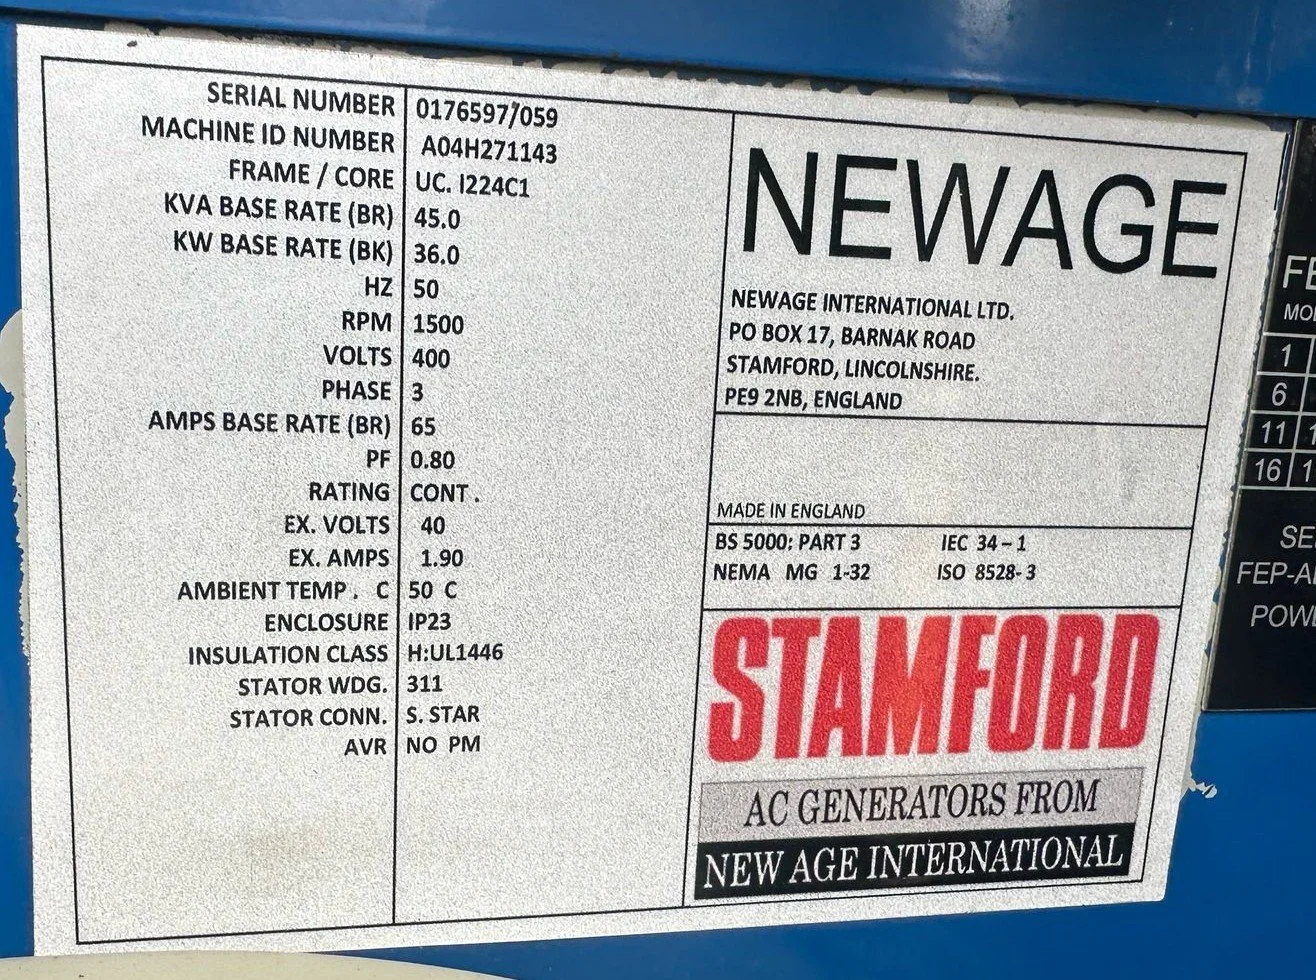 SERIAL NUMBER 0176597/059
MACHINE ID NUMBER A04H271143
FRAME / CORE UC. I224C1
KVA BASE RATE (BR) 45.0
KW BASE RATE (BK) 36.0
HZ 50
RPM 1500
VOLTS 400
PHASE 3
AMPS BASE RATE (BR) 65
PF 0.80
RATING CONT.
EX. VOLTS 40
EX. AMPS 1.90
AMBIENT TEMP. C 50 C
ENCLOSURE IP23
INSULATION CLASS H:UL1446
STATOR WDG. 311
STATOR CONN. S. STAR
AVR NO PM
NEWAGE
NEWAGE INTERNATIONAL LTD.
PO BOX 17, BARNAK ROAD
STAMFORD, LINCOLNSHIRE.
PE9 2NB, ENGLAND
MADE IN ENGLAND
BS 5000: PART 3 IEC 34-1
NEMA MG 1-32 ISO 8528-3
STAMFORD
AC GENERATORS FROM
NEW AGE INTERNATIONAL
1
6
11
16